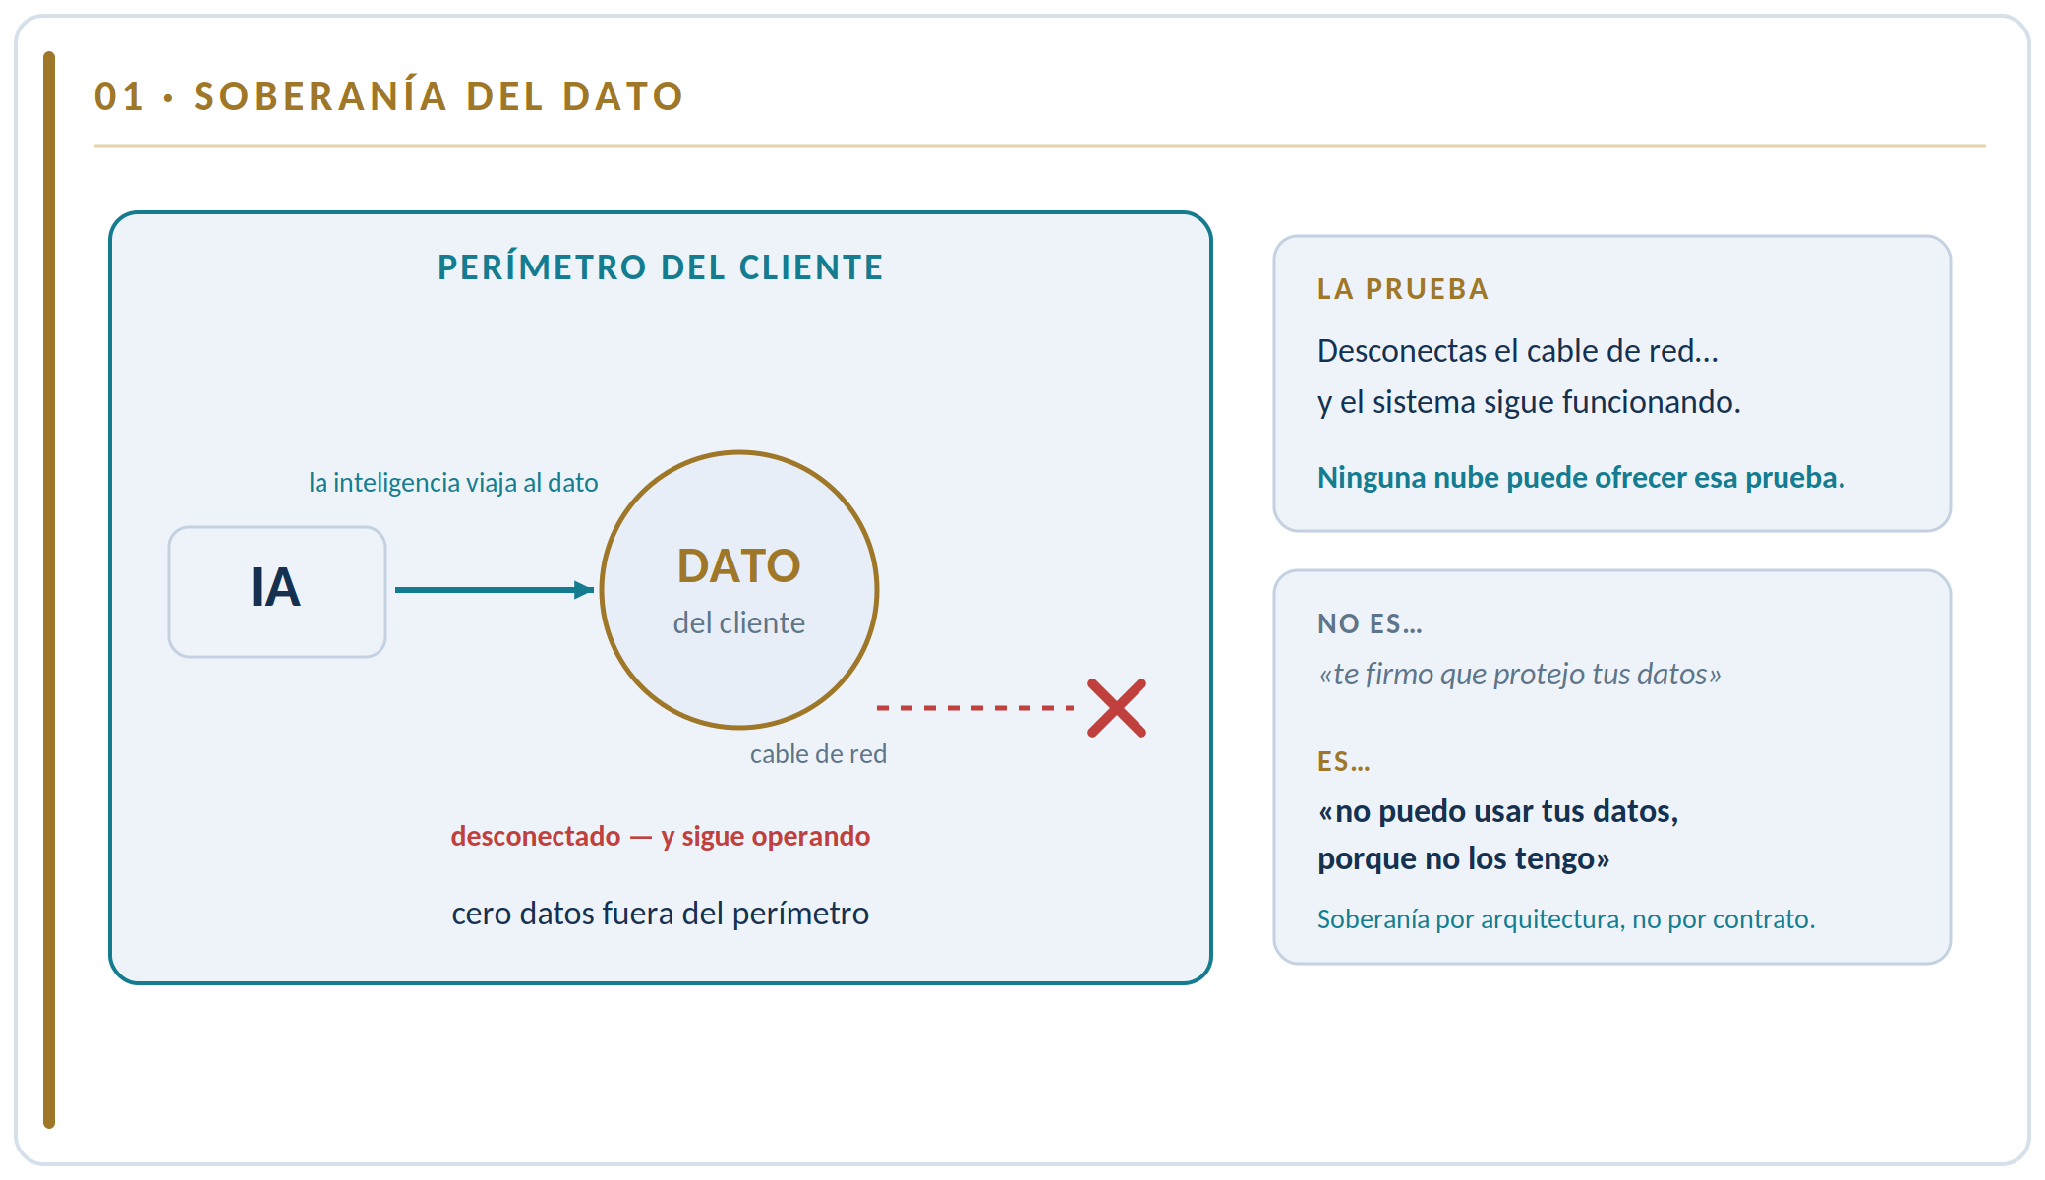 01 · SOBERANÍA DEL DATO
PERÍMETRO DEL CLIENTE
la inteligencia viaja al dato
IA
DATO
del cliente
cable de red
desconectado — y sigue operando
cero datos fuera del perímetro
LA PRUEBA
Desconectas el cable de red…
y el sistema sigue funcionando.
Ninguna nube puede ofrecer esa prueba.
NO ES…
«te firmo que protejo tus datos»
ES…
«no puedo usar tus datos,
porque no los tengo»
Soberanía por arquitectura, no por contrato.